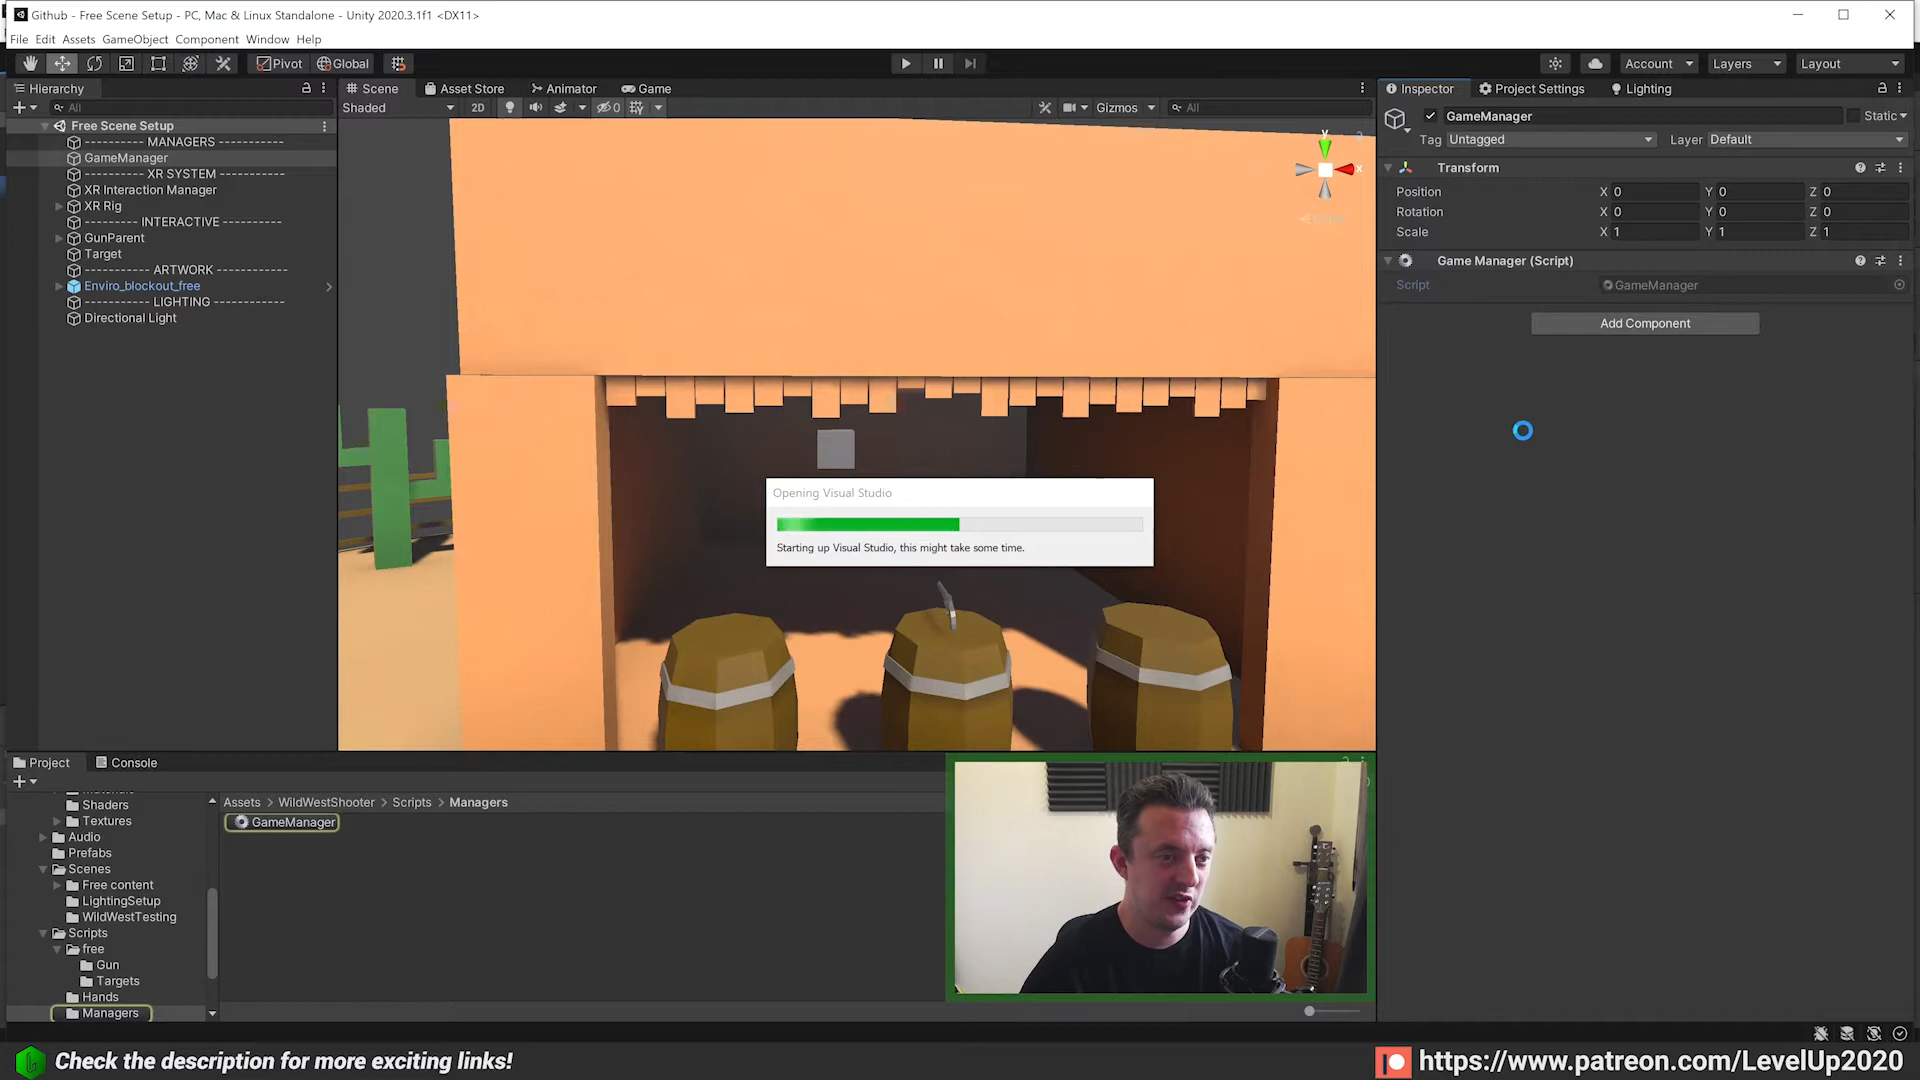 Github - Free Scene Setup - PC, Mac & Linux Standalone - Unity 2020.3.1f1 <DX11>
File Edit Assets GameObject Component Window Help
Pivot Global Account Layers Layout
Hierarchy
All
Free Scene Setup
----------- MANAGERS -----------
GameManager
----------- XR SYSTEM -----------
XR Interaction Manager
XR Rig
---------- INTERACTIVE ----------
GunParent
Target
------------ ARTWORK ------------
Enviro_blockout_free
----------- LIGHTING ------------
Directional Light
Scene Asset Store Animator Game
Shaded 2D 0 Gizmos All
y
x
Opening Visual Studio
Starting up Visual Studio, this might take some time.
Inspector Project Settings Lighting
GameManager Static
Tag Untagged Layer Default
Transform
Position X 0 Y 0 Z 0
Rotation X 0 Y 0 Z 0
Scale X 1 Y 1 Z 1
Game Manager (Script)
Script GameManager
Add Component
Project Console
Shaders
Textures
Audio
Prefabs
Scenes
Free content
LightingSetup
WildWestTesting
Scripts
free
Gun
Targets
Hands
Managers
Assets > WildWestShooter > Scripts > Managers
GameManager
Check the description for more exciting links!
https://www.patreon.com/LevelUp2020